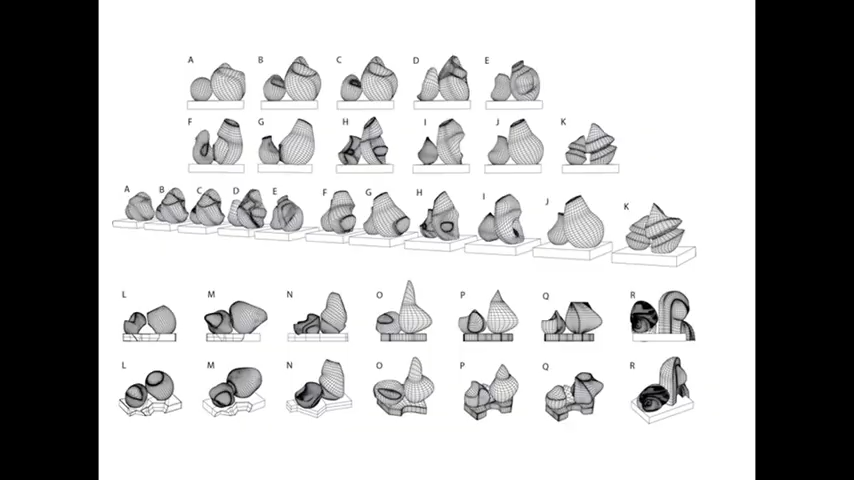 A B C D E
F G H I J K
A B C D E F G H I J K
L M N O P Q R
L M N O P Q R